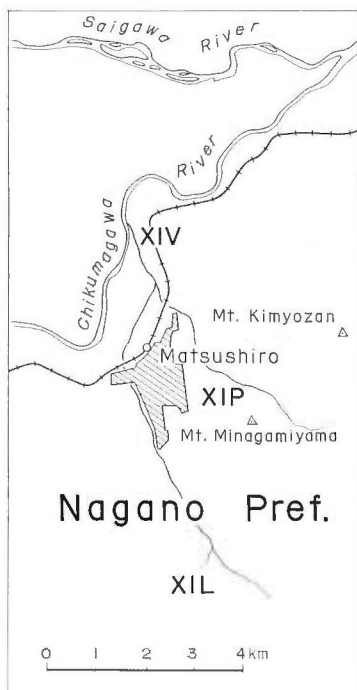 Saigawa River
Chikumagawa River
XIV
Mt. Kimyozan
Matsushiro
XIP
Mt. Minagamiyama
Nagano Pref.
XIL
0 1 2 3 4 km